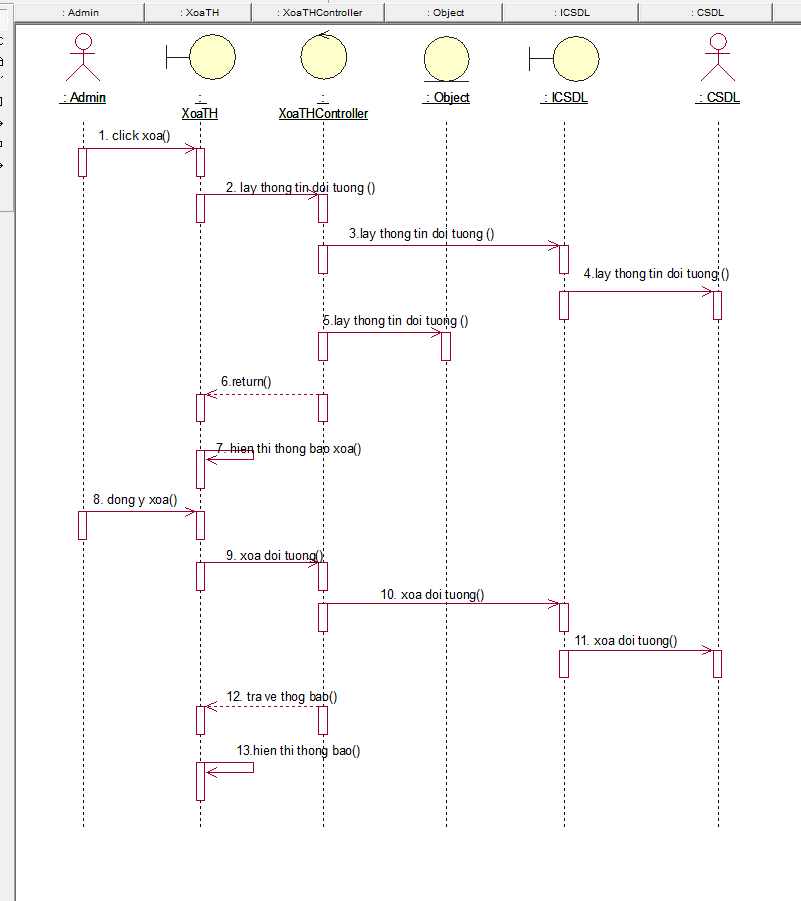 : Admin
: XoaTH
: XoaTHController
: Object
: ICSDL
: CSDL
: Admin
:
XoaTH
:
XoaTHController
: Object
: ICSDL
: CSDL
1. click xoa()
2. lay thong tin doi tuong ()
3.lay thong tin doi tuong ()
4.lay thong tin doi tuong ()
5.lay thong tin doi tuong ()
6.return()
7. hien thi thong bao xoa()
8. dong y xoa()
9. xoa doi tuong()
10. xoa doi tuong()
11. xoa doi tuong()
12. tra ve thog bao()
13.hien thi thong bao()